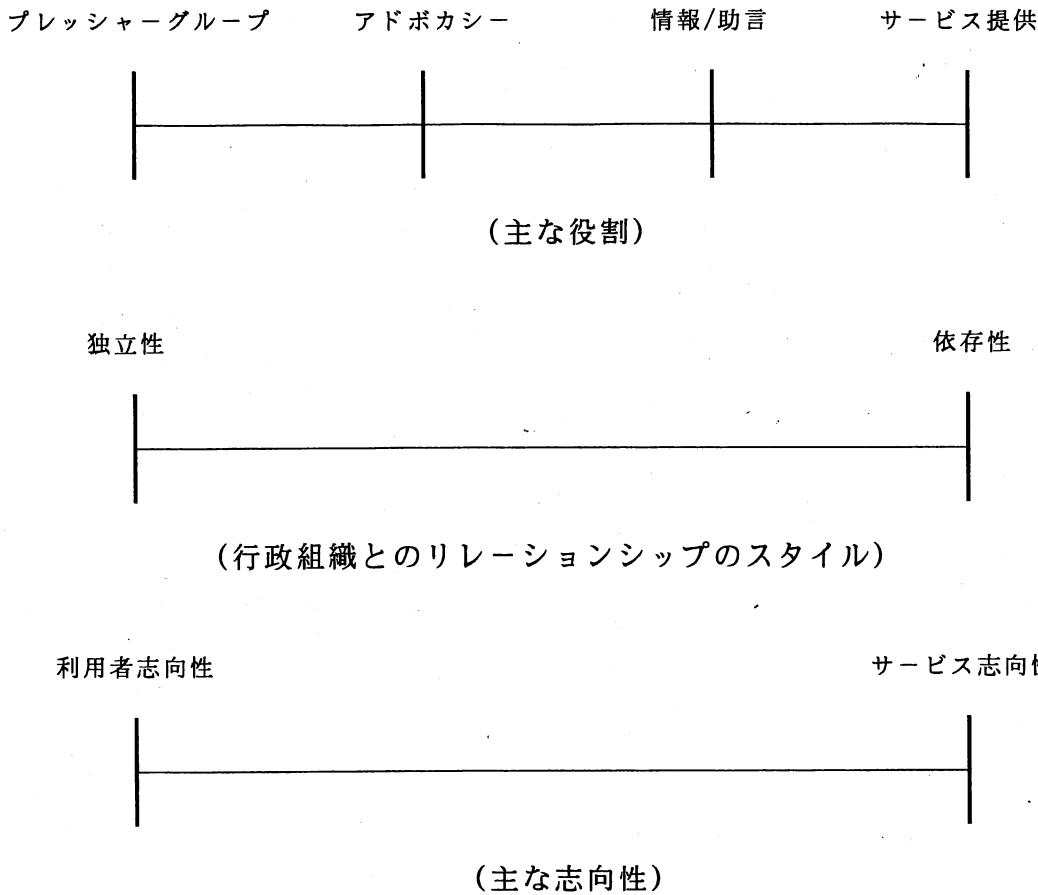 プレッシャーグループ アドボカシー 情報/助言 サービス提供
(主な役割)
独立性 依存性
(行政組織とのリレーションシップのスタイル)
利用者志向性 サービス志向性
(主な志向性)